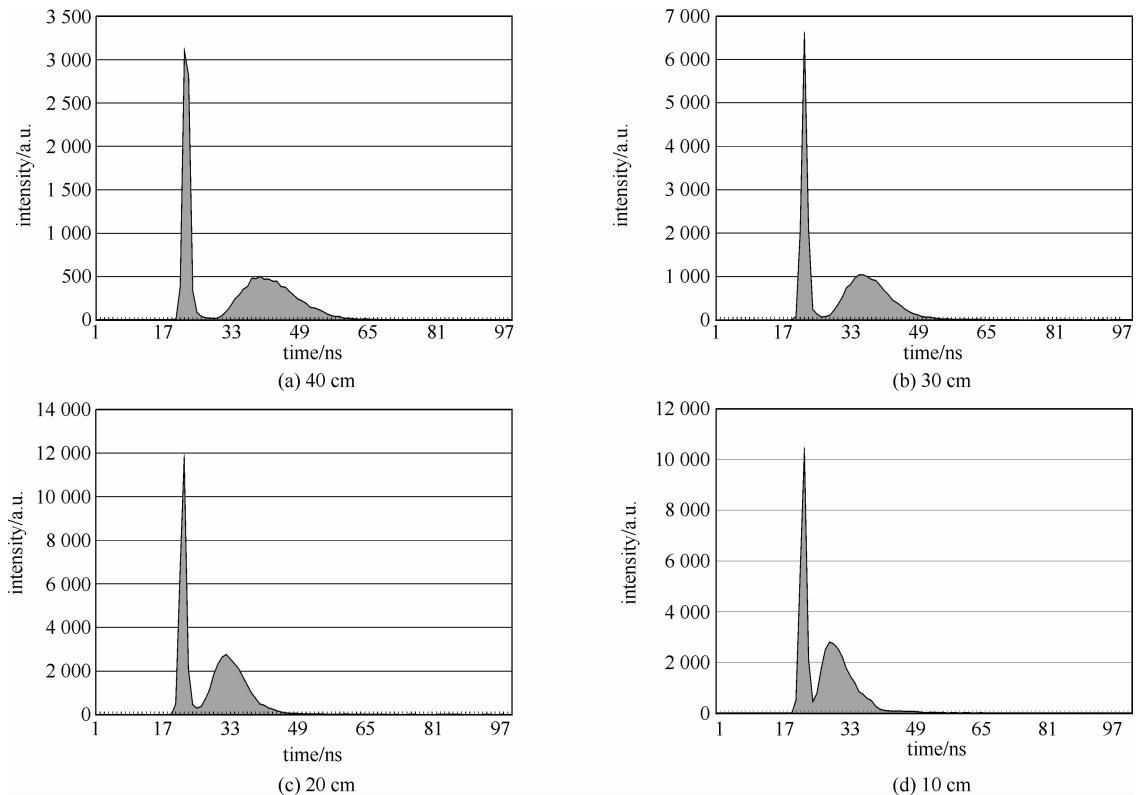 3 500
3 000
2 500
2 000
1 500
1 000
500
0
intensity/a.u.
1 17 33 49 65 81 97
time/ns
(a) 40 cm
7 000
6 000
5 000
4 000
3 000
2 000
1 000
0
intensity/a.u.
1 17 33 49 65 81 97
time/ns
(b) 30 cm
14 000
12 000
10 000
8 000
6 000
4 000
2 000
0
intensity/a.u.
1 17 33 49 65 81 97
time/ns
(c) 20 cm
12 000
10 000
8 000
6 000
4 000
2 000
0
intensity/a.u.
1 17 33 49 65 81 97
time/ns
(d) 10 cm